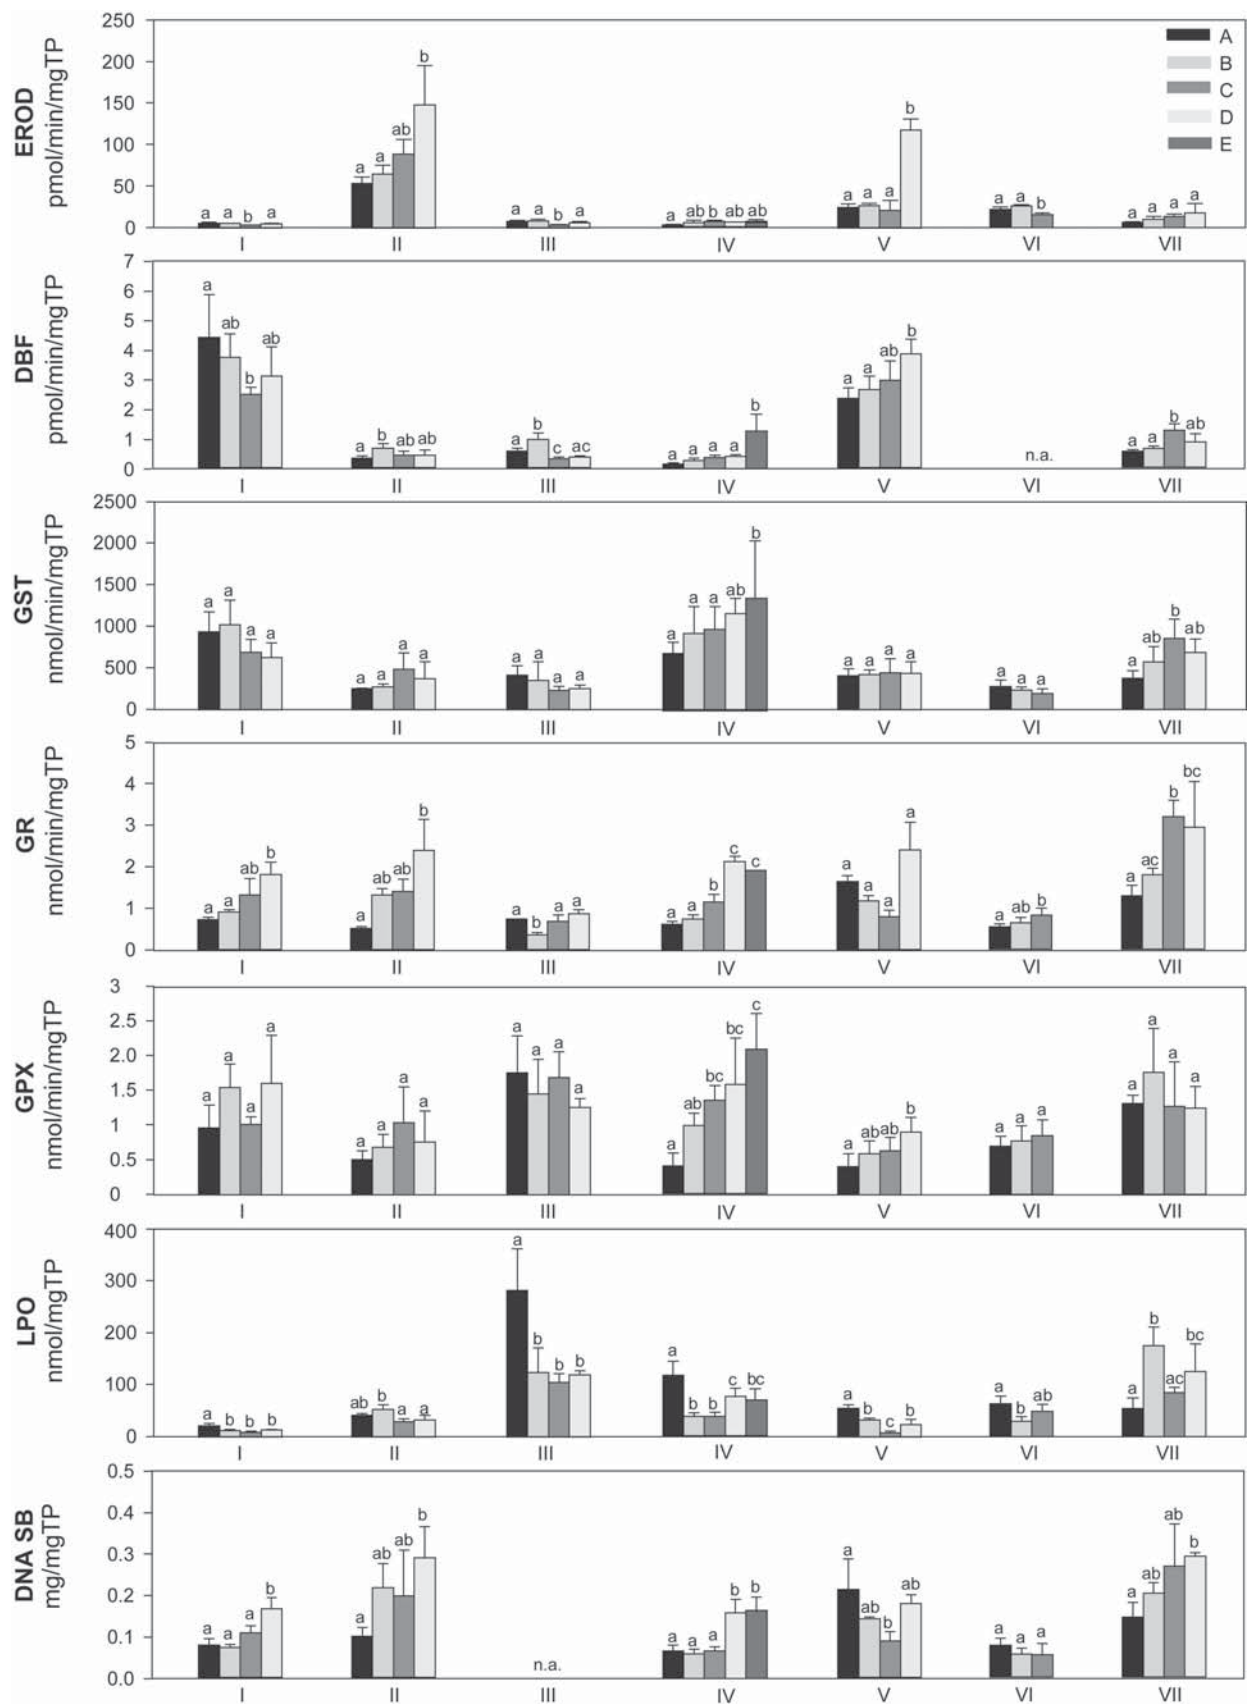 EROD
pmol/min/mgTP
250
200
150
100
50
0
A
B
C
D
E
a a b a
a a ab b
a a b a
a ab b ab ab
a a a b
a a b
a a a a
I II III IV V VI VII
DBF
pmol/min/mgTP
7
6
5
4
3
2
1
0
a ab b ab
a b ab ab
a b c ac
a a a a b
a a ab b
n.a.
a a b ab
I II III IV V VI VII
GST
nmol/min/mgTP
2500
2000
1500
1000
500
0
a a a a
a a a a
a a a a
a a a ab b
a a a a
a a a
a ab b ab
I II III IV V VI VII
GR
nmol/min/mgTP
5
4
3
2
1
0
a a ab b
a ab ab b
a b a a
a a b c c
a a a a
a ab b
a ac b bc
I II III IV V VI VII
GPX
nmol/min/mgTP
3
2.5
2.0
1.5
1
0.5
0
a a a a
a a a a
a a a a
a ab bc bc c
a ab ab b
a a a
a a a a
I II III IV V VI VII
LPO
nmol/mgTP
400
300
200
100
0
a b b b
ab b a a
a b b b
a b b c bc
a b c b
a b ab
a b ac bc
I II III IV V VI VII
DNA SB
mg/mgTP
0.5
0.4
0.3
0.2
0.1
0.0
a a a b
a ab ab b
n.a.
a a a b b
a ab b ab
a a a
a ab ab b
I II III IV V VI VII